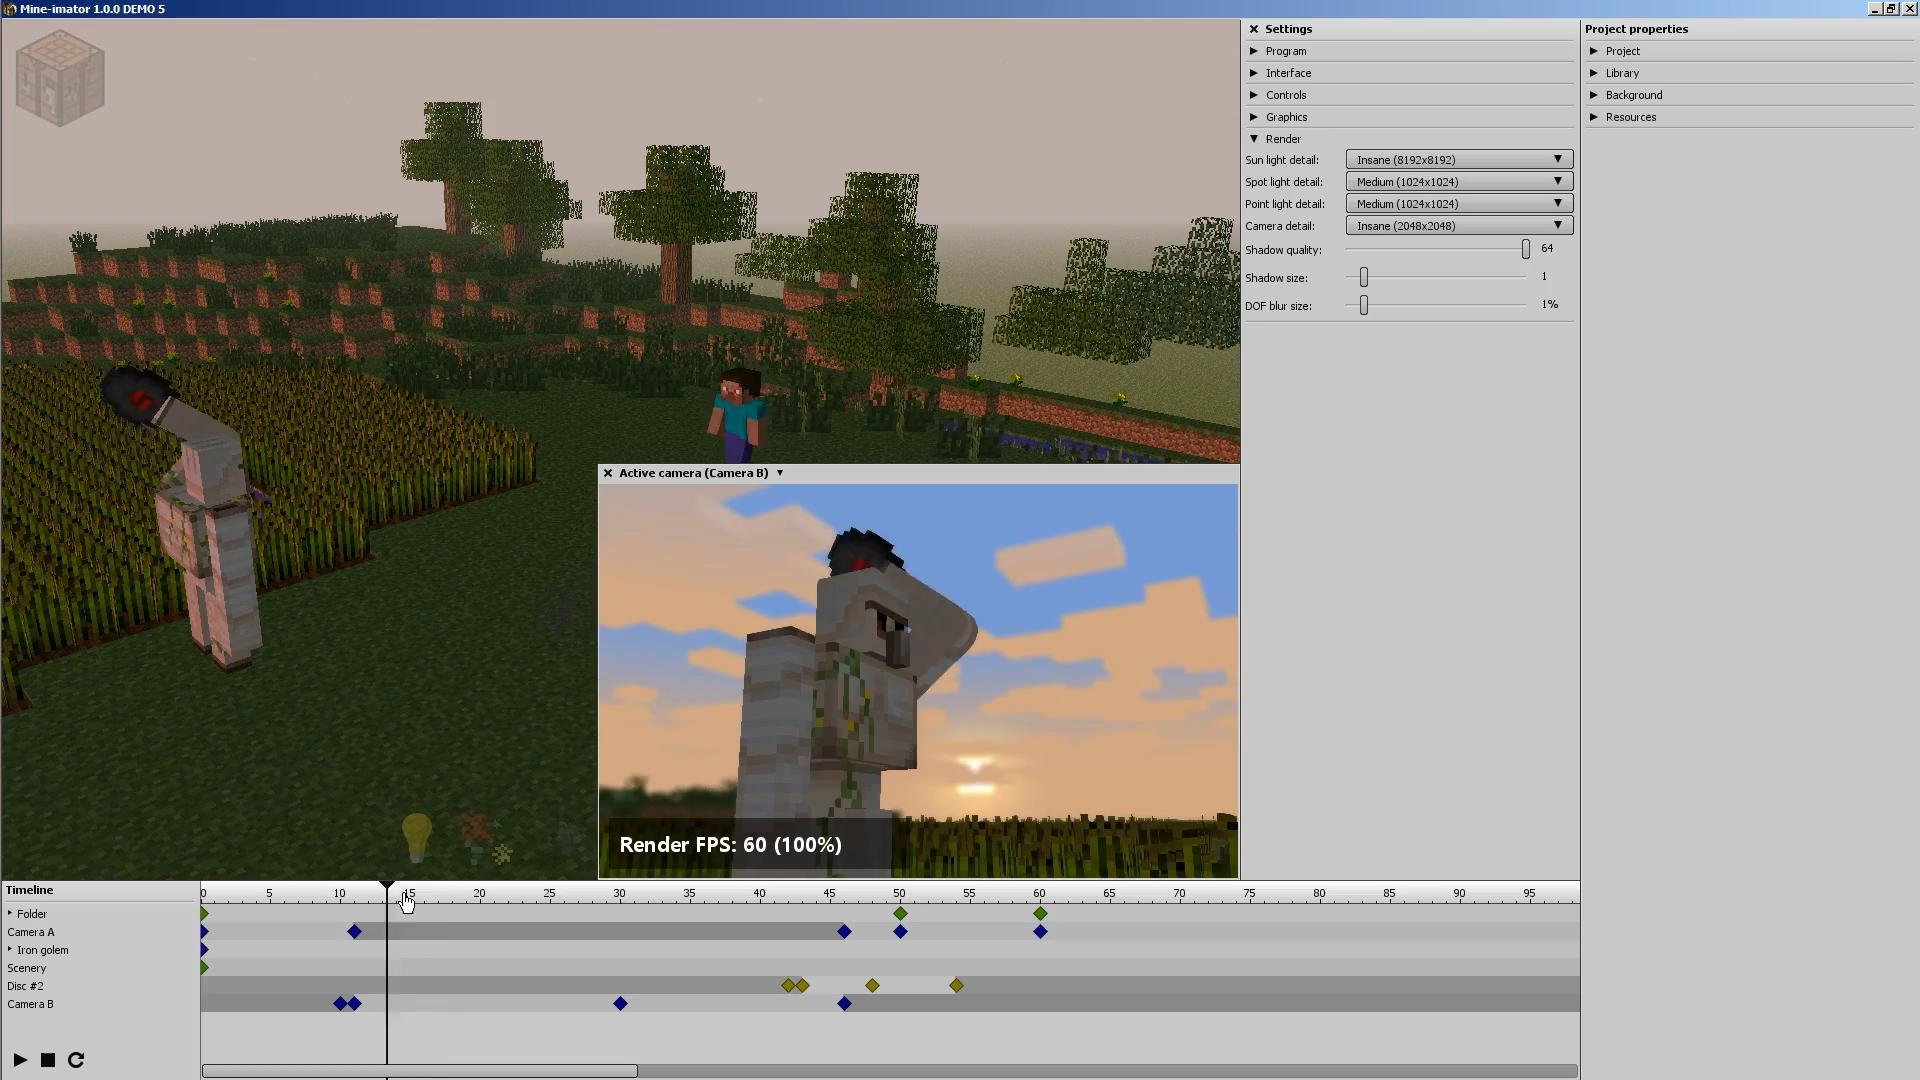 Mine-imator 1.0.0 DEMO 5
Settings
Program
Interface
Controls
Graphics
Render
Sun light detail: Insane (8192x8192)
Spot light detail: Medium (1024x1024)
Point light detail: Medium (1024x1024)
Camera detail: Insane (2048x2048)
Shadow quality: 64
Shadow size: 1
DOF blur size: 1%
Project properties
Project
Library
Background
Resources
Active camera (Camera B)
Render FPS: 60 (100%)
Timeline
0 5 10 15 20 25 30 35 40 45 50 55 60 65 70 75 80 85 90 95
Folder
Camera A
Iron golem
Scenery
Disc #2
Camera B